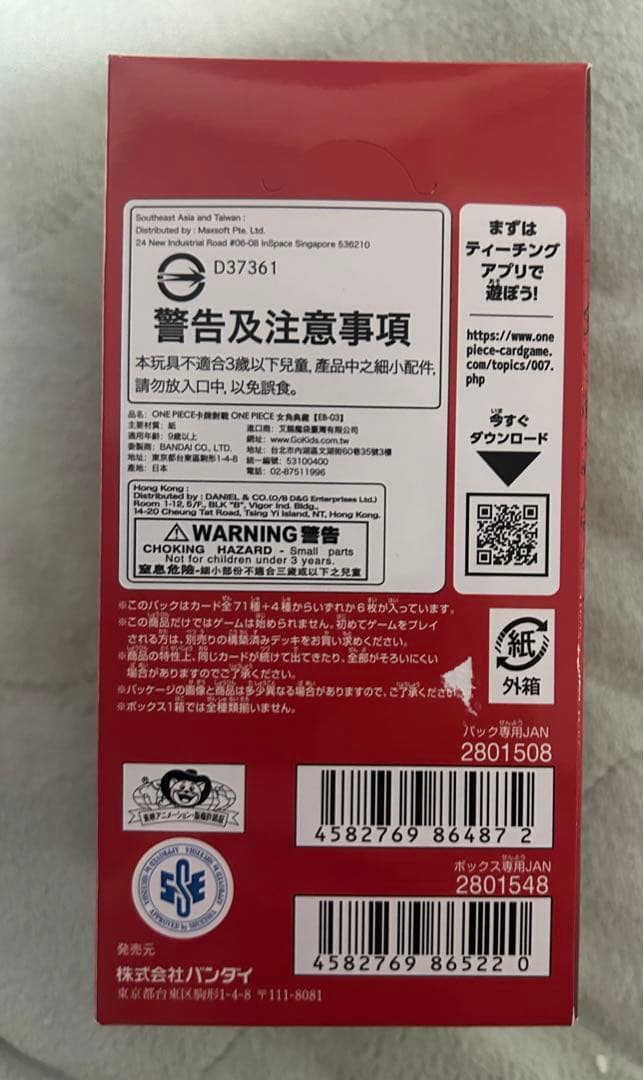 Southeast Asia and Taiwan :
Distributed by : Maxsoft Pte. Ltd.
24 New Industrial Road #06-08 InSpace Singapore 536210
D37361
警告及注意事項
本玩具不適合3歲以下兒童,產品中之細小配件,
請勿放入口中,以免誤食。
品名: ONE PIECE卡牌對戰 ONE PIECE 女角典藏【EB-03】
主要材質: 紙
適用年齡: 9歲以上
委製商: BANDAI CO., LTD.
地址: 東京都台東區駒形1-4-8
產地: 日本
進口商: 艾鍗魔袋臺灣有限公司
網址: www.GoKids.com.tw
地址: 台北市內湖區文湖街60巷35號3樓
統一編號: 53100400
電話: 02-87511996
Hong Kong :
Distributed by : DANIEL & CO.(O/B D&G Enterprises Ltd.)
Room 1-12, 5/F., BLK "B", Vigor Ind. Bldg.,
14-20 Cheung Tat Road, Tsing Yi Island, NT, Hong Kong.
WARNING 警告
CHOKING HAZARD - Small parts
Not for children under 3 years.
窒息危險-細小部份不適合三歲或以下之兒童
まずは
ティーチング
アプリで
遊ぼう!
https://www.one
piece-cardgame.
com/topics/007.
php
今すぐ
ダウンロード
※このパックはカード全71種+4種からいずれか6枚が入っています。
※この商品だけではゲームは始められません。初めてゲームをプレイ
される方は、別売りの構築済みデッキをお買い求めください。
※商品の特性上、同じカードが続けて出てきたり、全部がそろいにくい
場合がありますのでご了承ください。
※パッケージの画像と商品は多少異なる場合がありますので、ご了承ください。
※ボックス1箱では全種類揃いません。
紙
外箱
パック専用JAN
2801508
4582769 864872
ボックス専用JAN
2801548
4582769 865220
東映アニメーション・版権許諾証
SSE
APPROVED by SHUEISHA
発売元
株式会社バンダイ
東京都台東区駒形1-4-8 〒111-8081